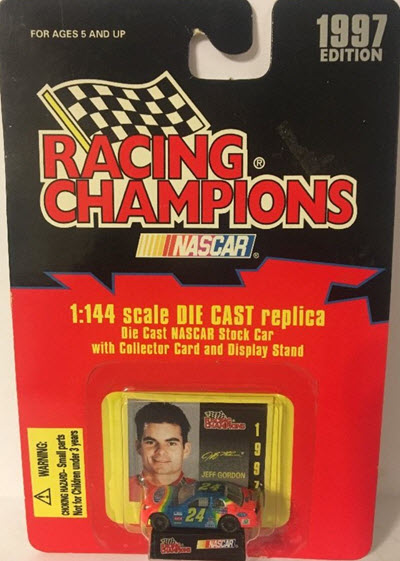 FOR AGES 5 AND UP
1997
EDITION
RACING
CHAMPIONS®
NASCAR®
1:144 scale DIE CAST replica
Die Cast NASCAR Stock Car
with Collector Card and Display Stand
WARNING:
CHOKING HAZARD- Small parts
Not for Children under 3 years
1997
JEFF GORDON
24
24
NASCAR